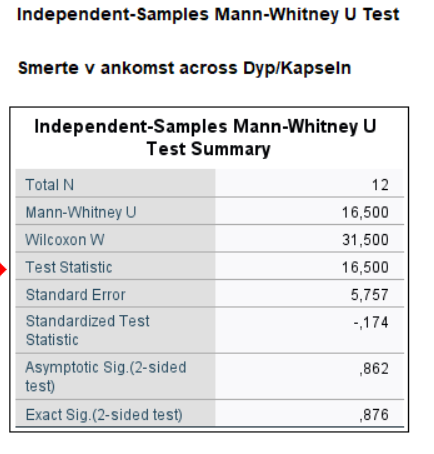 Independent-Samples Mann-Whitney U Test
Smerte v ankomst across Dyp/Kapseln
Independent-Samples Mann-Whitney U
Test Summary
Total N 12
Mann-Whitney U 16,500
Wilcoxon W 31,500
Test Statistic 16,500
Standard Error 5,757
Standardized Test
Statistic -,174
Asymptotic Sig.(2-sided
test) ,862
Exact Sig.(2-sided test) ,876